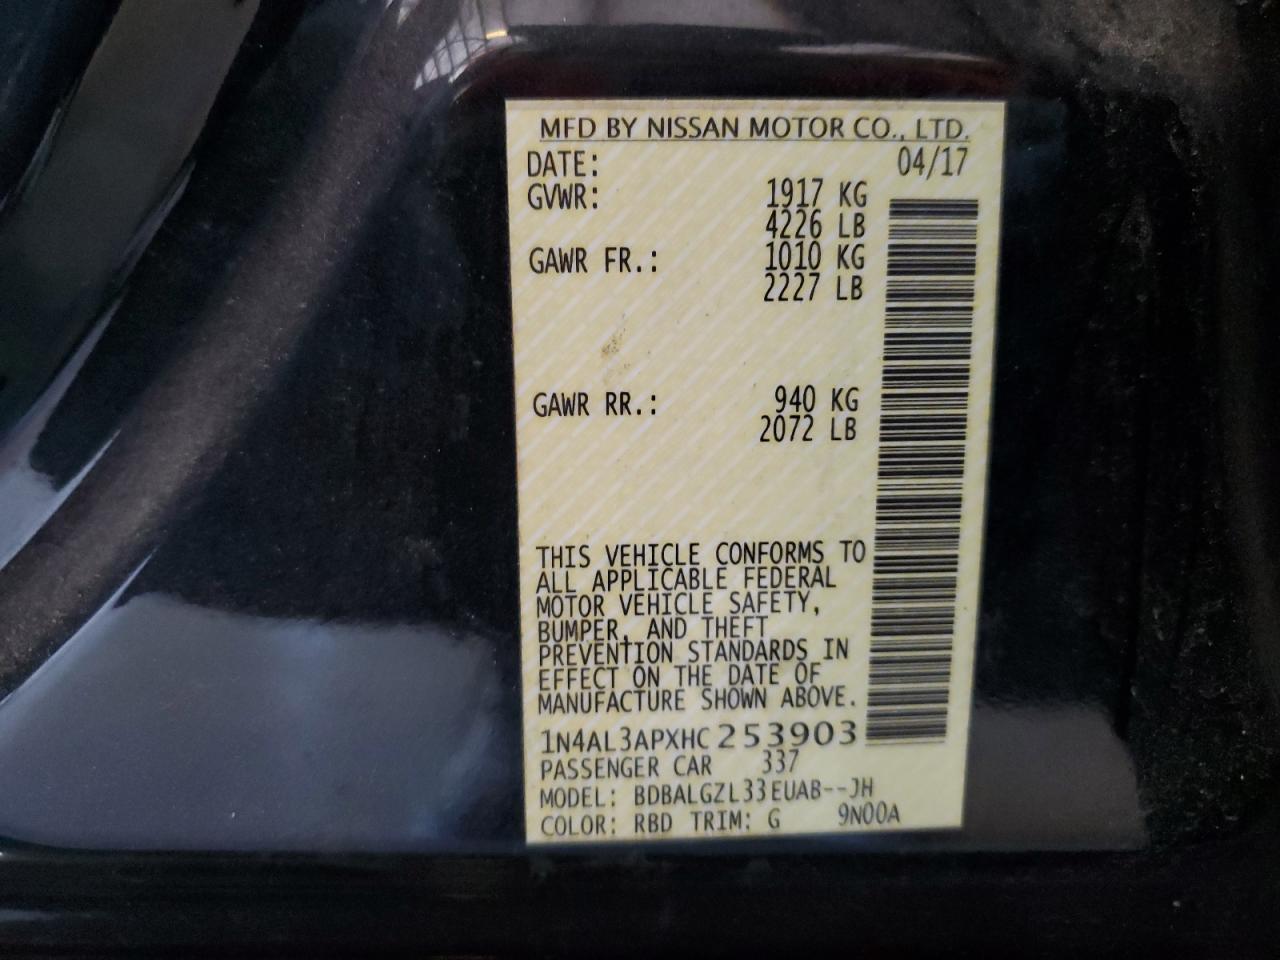 MFD BY NISSAN MOTOR CO., LTD.
DATE: 04/17
GVWR: 1917 KG
4226 LB
GAWR FR.: 1010 KG
2227 LB
GAWR RR.: 940 KG
2072 LB
THIS VEHICLE CONFORMS TO
ALL APPLICABLE FEDERAL
MOTOR VEHICLE SAFETY,
BUMPER, AND THEFT
PREVENTION STANDARDS IN
EFFECT ON THE DATE OF
MANUFACTURE SHOWN ABOVE.
1N4AL3APXHC253903
PASSENGER CAR 337
MODEL: BDBALGZL33EUAB--JH
COLOR: RBD TRIM: G 9N00A